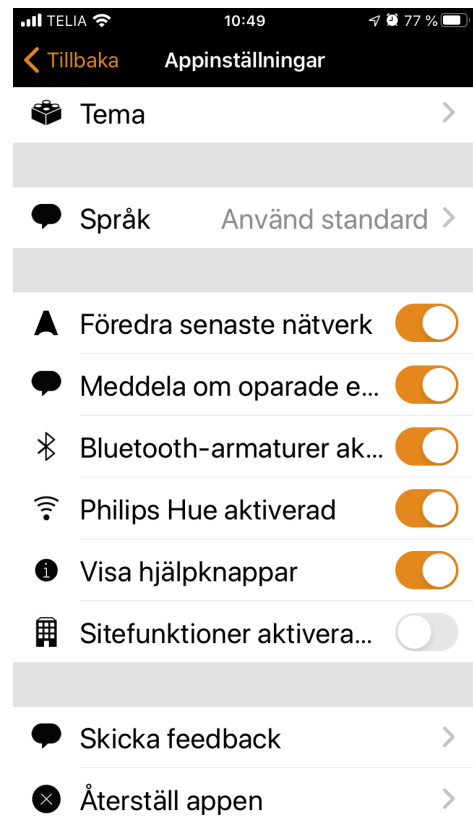 TELIA 10:49 77 %
Tillbaka Appinställningar
Tema
Språk Använd standard
Föredra senaste nätverk
Meddela om oparade e...
Bluetooth-armaturer ak...
Philips Hue aktiverad
Visa hjälpknappar
Sitefunktioner aktivera...
Skicka feedback
Återställ appen